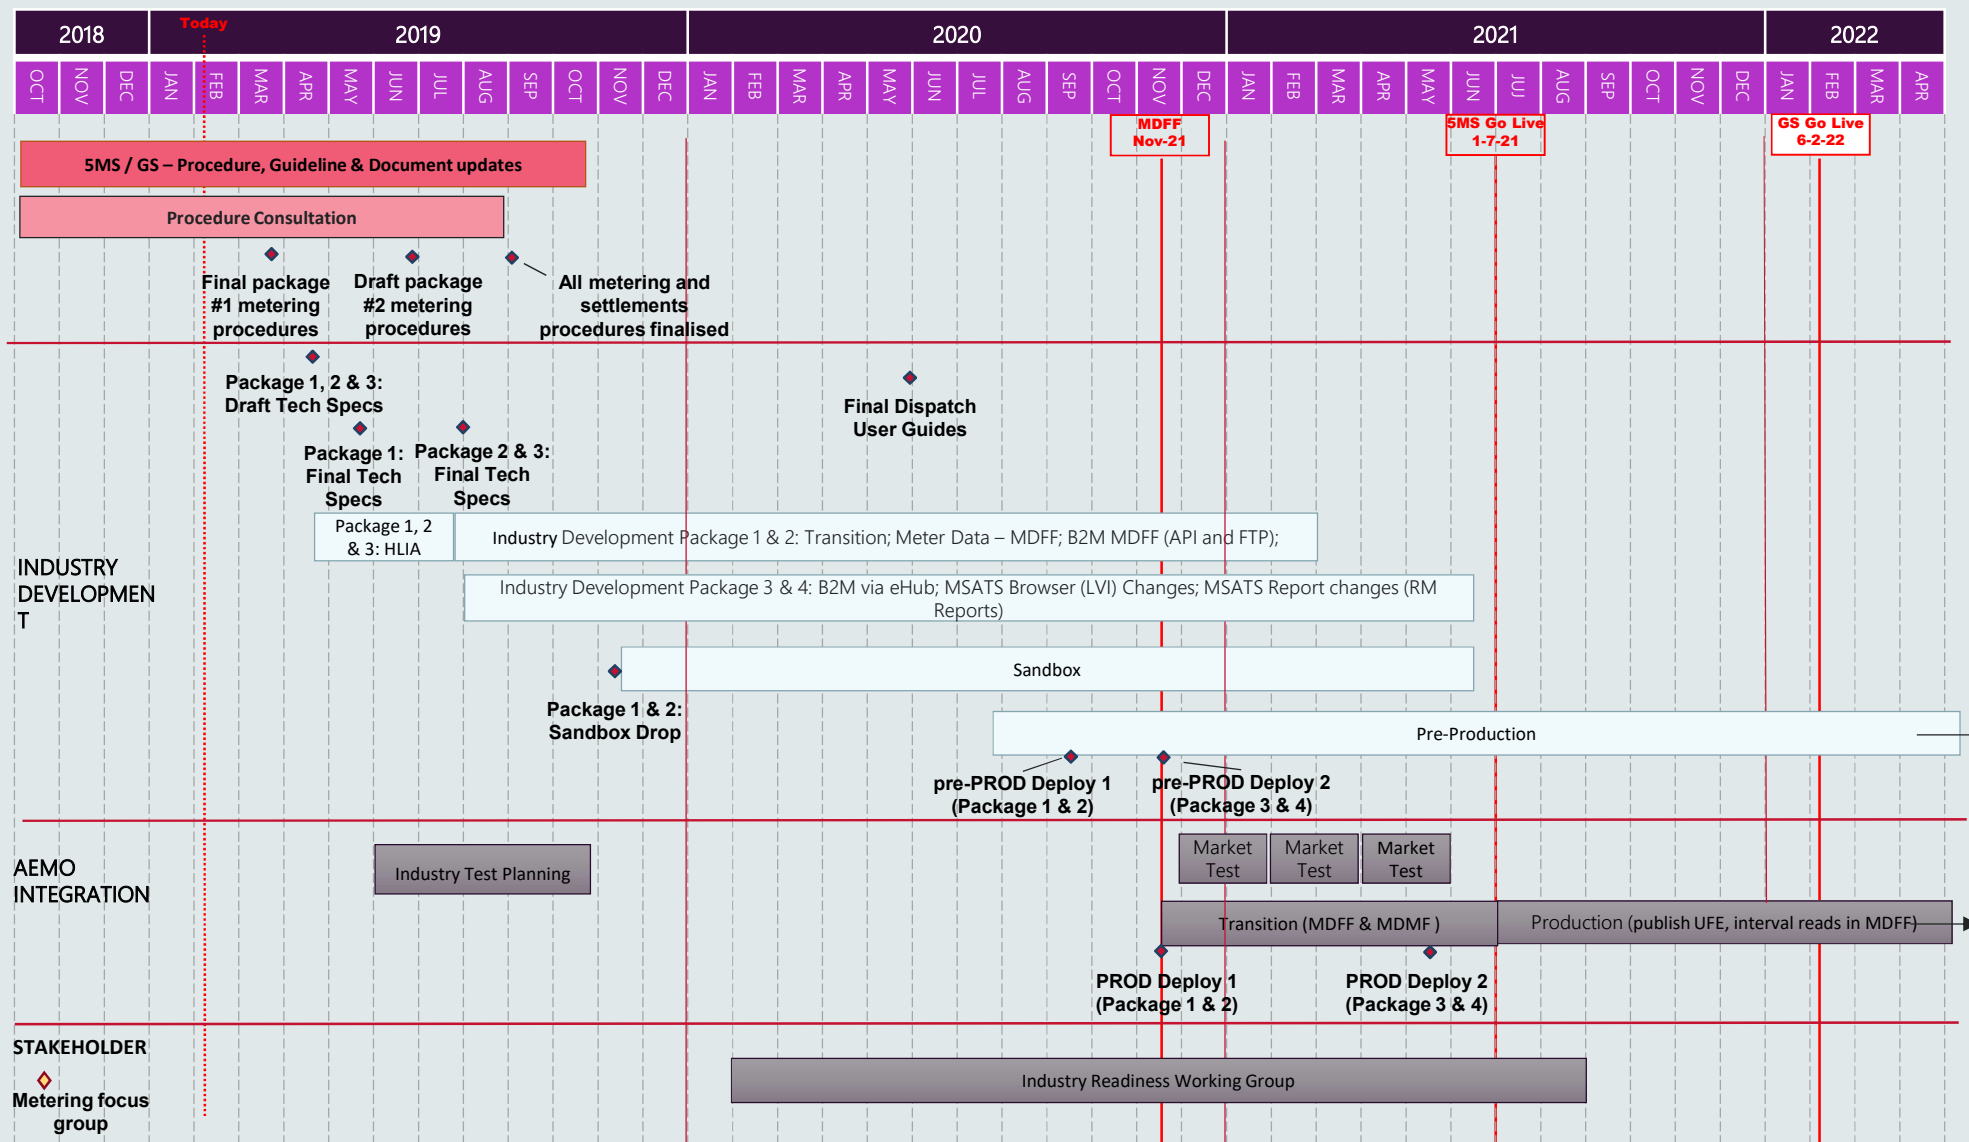 2018
Today
2019
2020
2021
2022
OCT
NOV
DEC
JAN
FEB
MAR
APR
MAY
JUN
JUL
AUG
SEP
OCT
NOV
DEC
JAN
FEB
MAR
APR
MAY
JUN
JUL
AUG
SEP
OCT
NOV
DEC
JAN
FEB
MAR
APR
MAY
JUN
JUJ
AUG
SEP
OCT
NOV
DEC
JAN
FEB
MAR
APR
MDFF
Nov-21
5MS Go Live
1-7-21
GS Go Live
6-2-22
5MS / GS – Procedure, Guideline & Document updates
Procedure Consultation
Final package
#1 metering
procedures
Draft package
#2 metering
procedures
All metering and
settlements
procedures finalised
Package 1, 2 & 3:
Draft Tech Specs
Final Dispatch
User Guides
Package 1:
Final Tech
Specs
Package 2 & 3:
Final Tech
Specs
Package 1, 2
& 3: HLIA
Industry Development Package 1 & 2: Transition; Meter Data – MDFF; B2M MDFF (API and FTP);
INDUSTRY
DEVELOPMEN
T
Industry Development Package 3 & 4: B2M via eHub; MSATS Browser (LVI) Changes; MSATS Report changes (RM
Reports)
Sandbox
Package 1 & 2:
Sandbox Drop
Pre-Production
pre-PROD Deploy 1
(Package 1 & 2)
pre-PROD Deploy 2
(Package 3 & 4)
AEMO
INTEGRATION
Industry Test Planning
Market
Test
Market
Test
Market
Test
Transition (MDFF & MDMF )
Production (publish UFE, interval reads in MDFF)
PROD Deploy 1
(Package 1 & 2)
PROD Deploy 2
(Package 3 & 4)
STAKEHOLDER
Metering focus
group
Industry Readiness Working Group